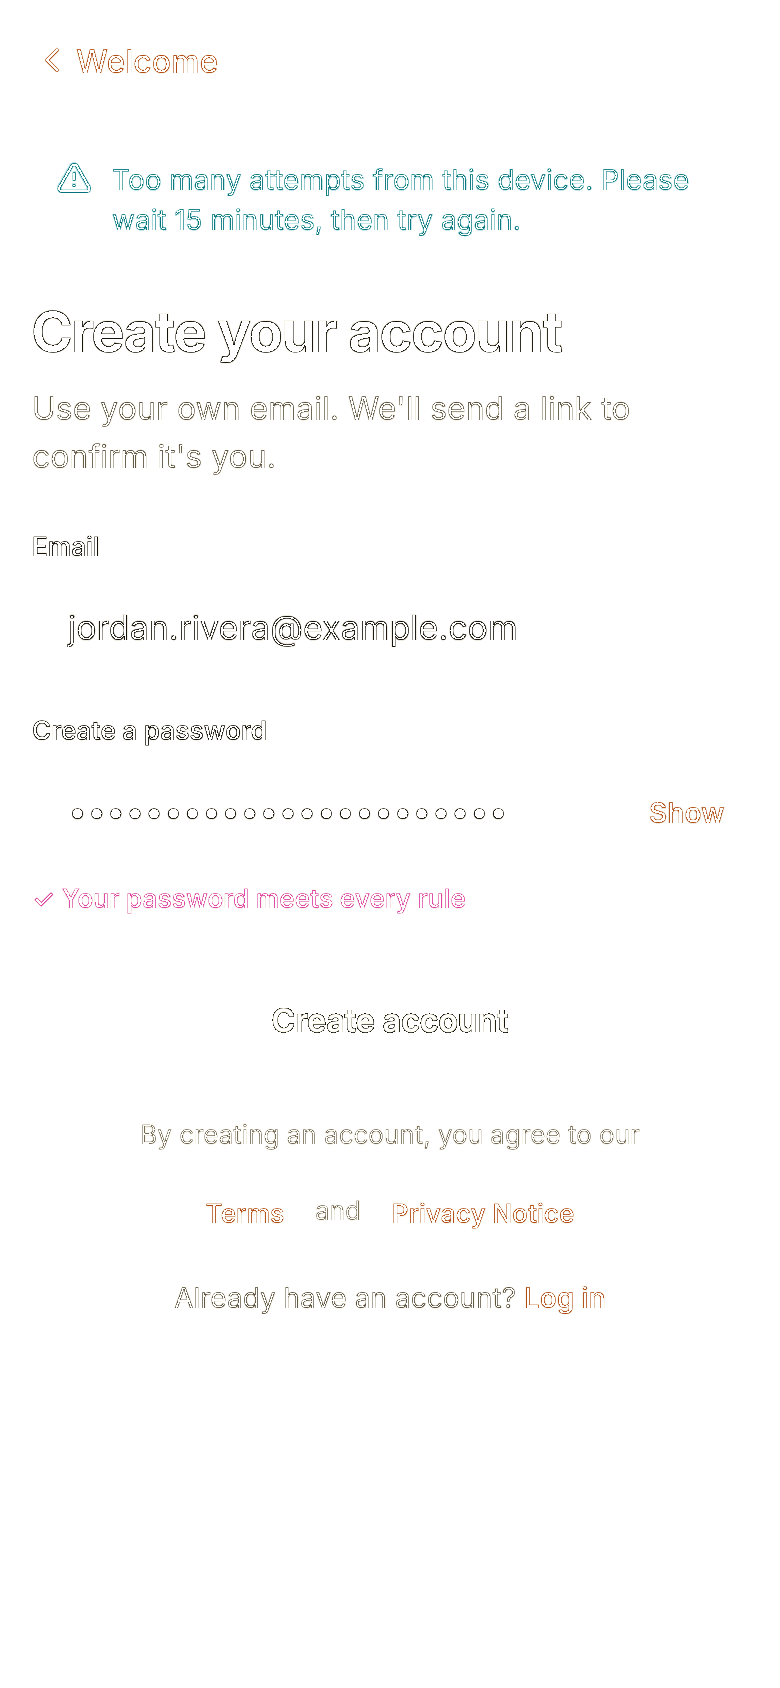 Welcome
Too many attempts from this device. Please
wait 15 minutes, then try again.
Create your account
Use your own email. We'll send a link to
confirm it's you.
Email
jordan.rivera@example.com
Create a password
Show
Your password meets every rule
Create account
By creating an account, you agree to our
Terms and Privacy Notice
Already have an account? Log in